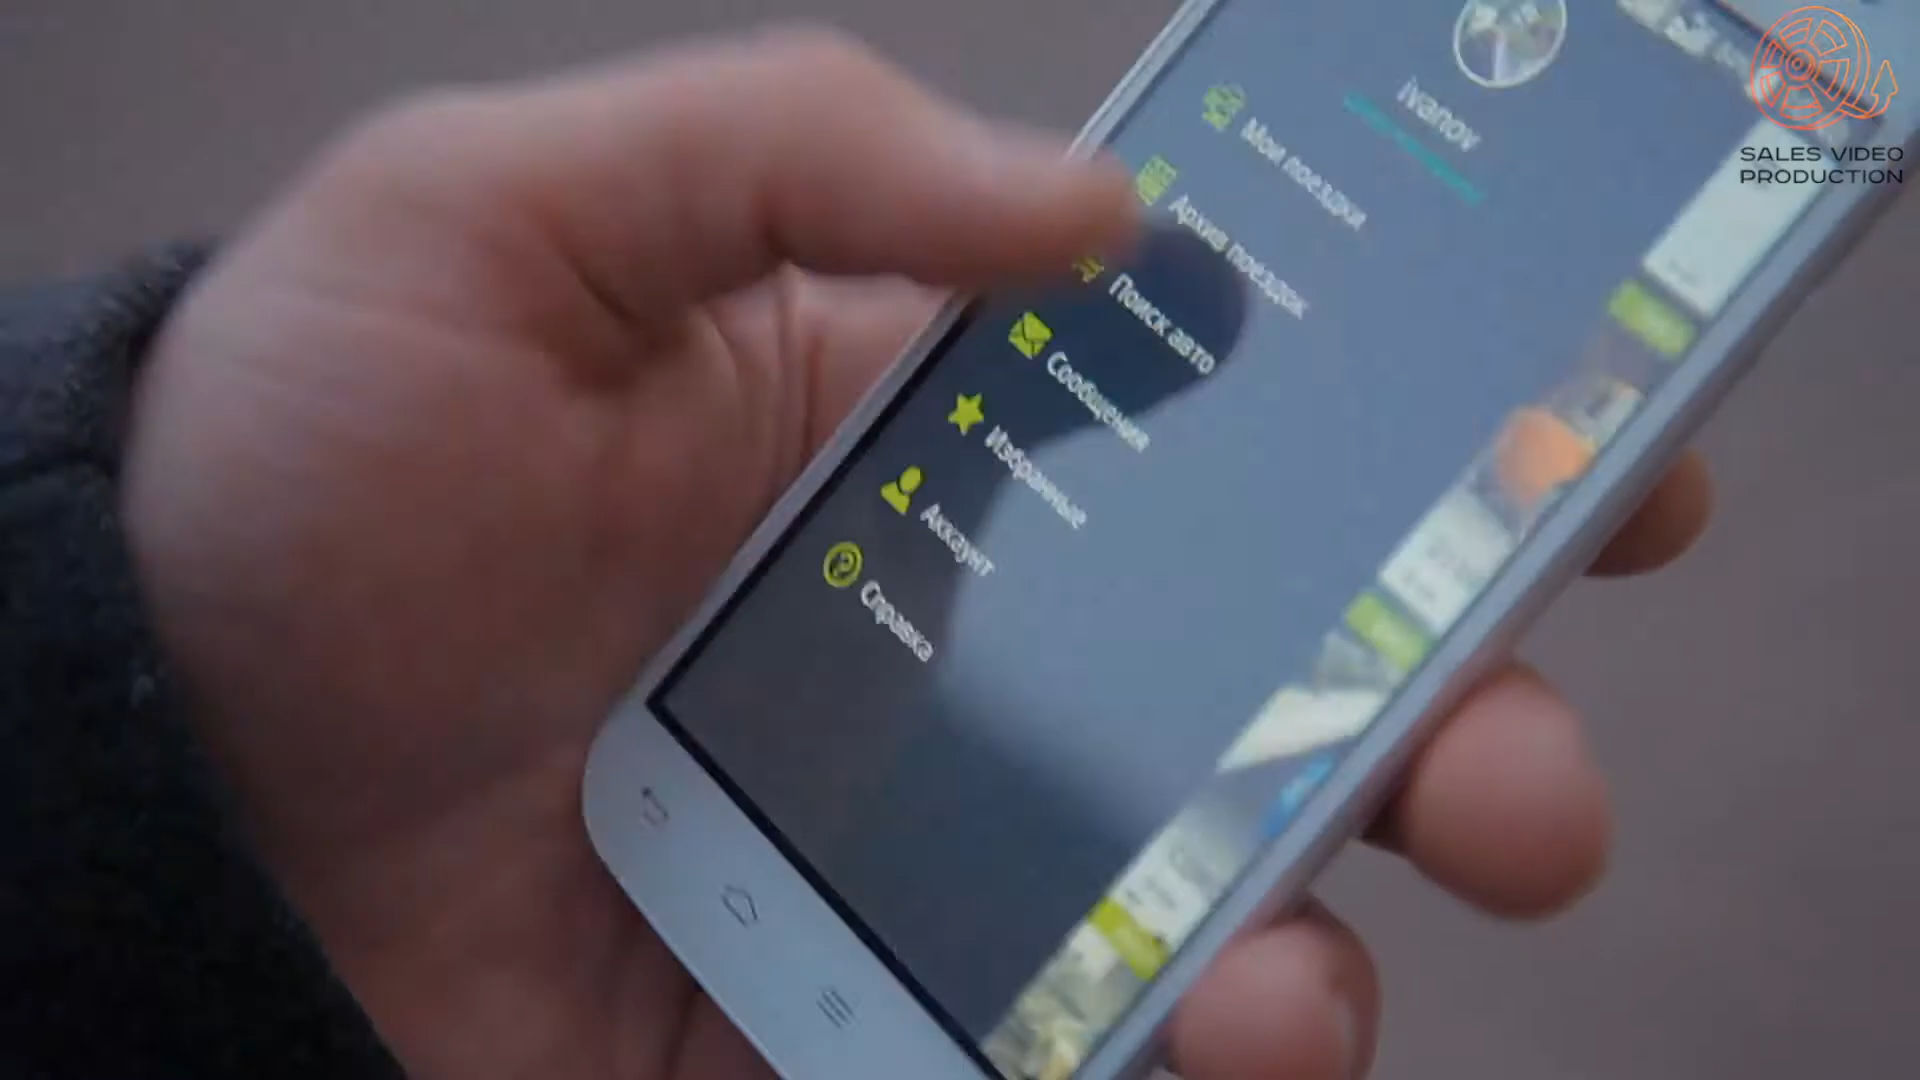 ivanov
Мои поездки
Архив поездок
Поиск авто
Сообщения
Избранные
Аккаунт
Справка
SALES VIDEO
PRODUCTION